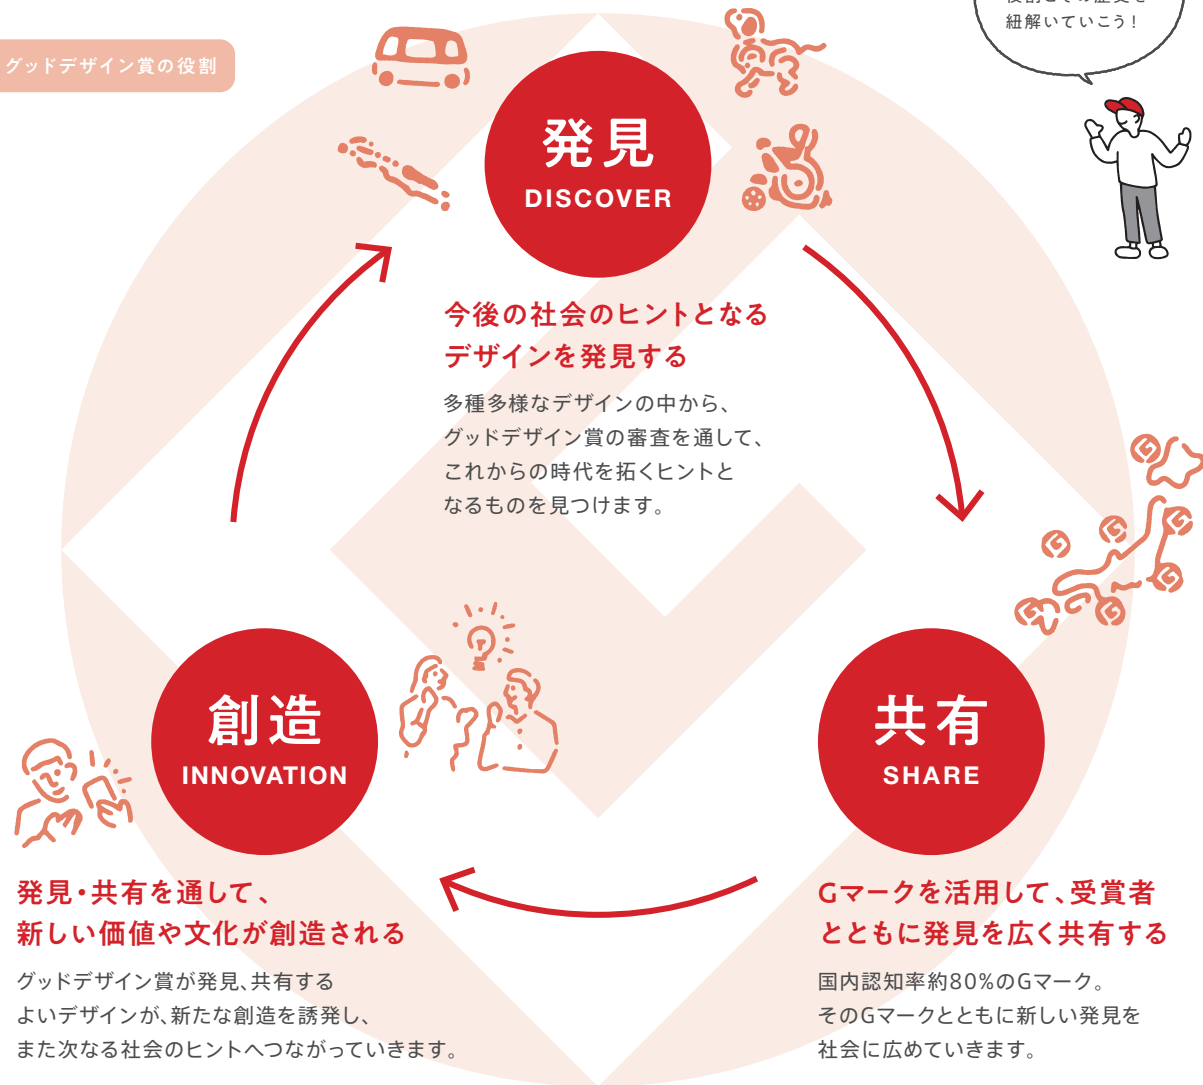 紐解いていこう!
グッドデザイン賞の役割
発見
DISCOVER
今後の社会のヒントとなる
デザインを発見する
多種多様なデザインの中から、
グッドデザイン賞の審査を通して、
これからの時代を拓くヒントと
なるものを見つけます。
創造
INNOVATION
共有
SHARE
発見・共有を通して、
新しい価値や文化が創造される
グッドデザイン賞が発見、共有する
よいデザインが、新たな創造を誘発し、
また次なる社会のヒントへつながっていきます。
Gマークを活用して、受賞者
とともに発見を広く共有する
国内認知率約80%のGマーク。
そのGマークとともに新しい発見を
社会に広めていきます。